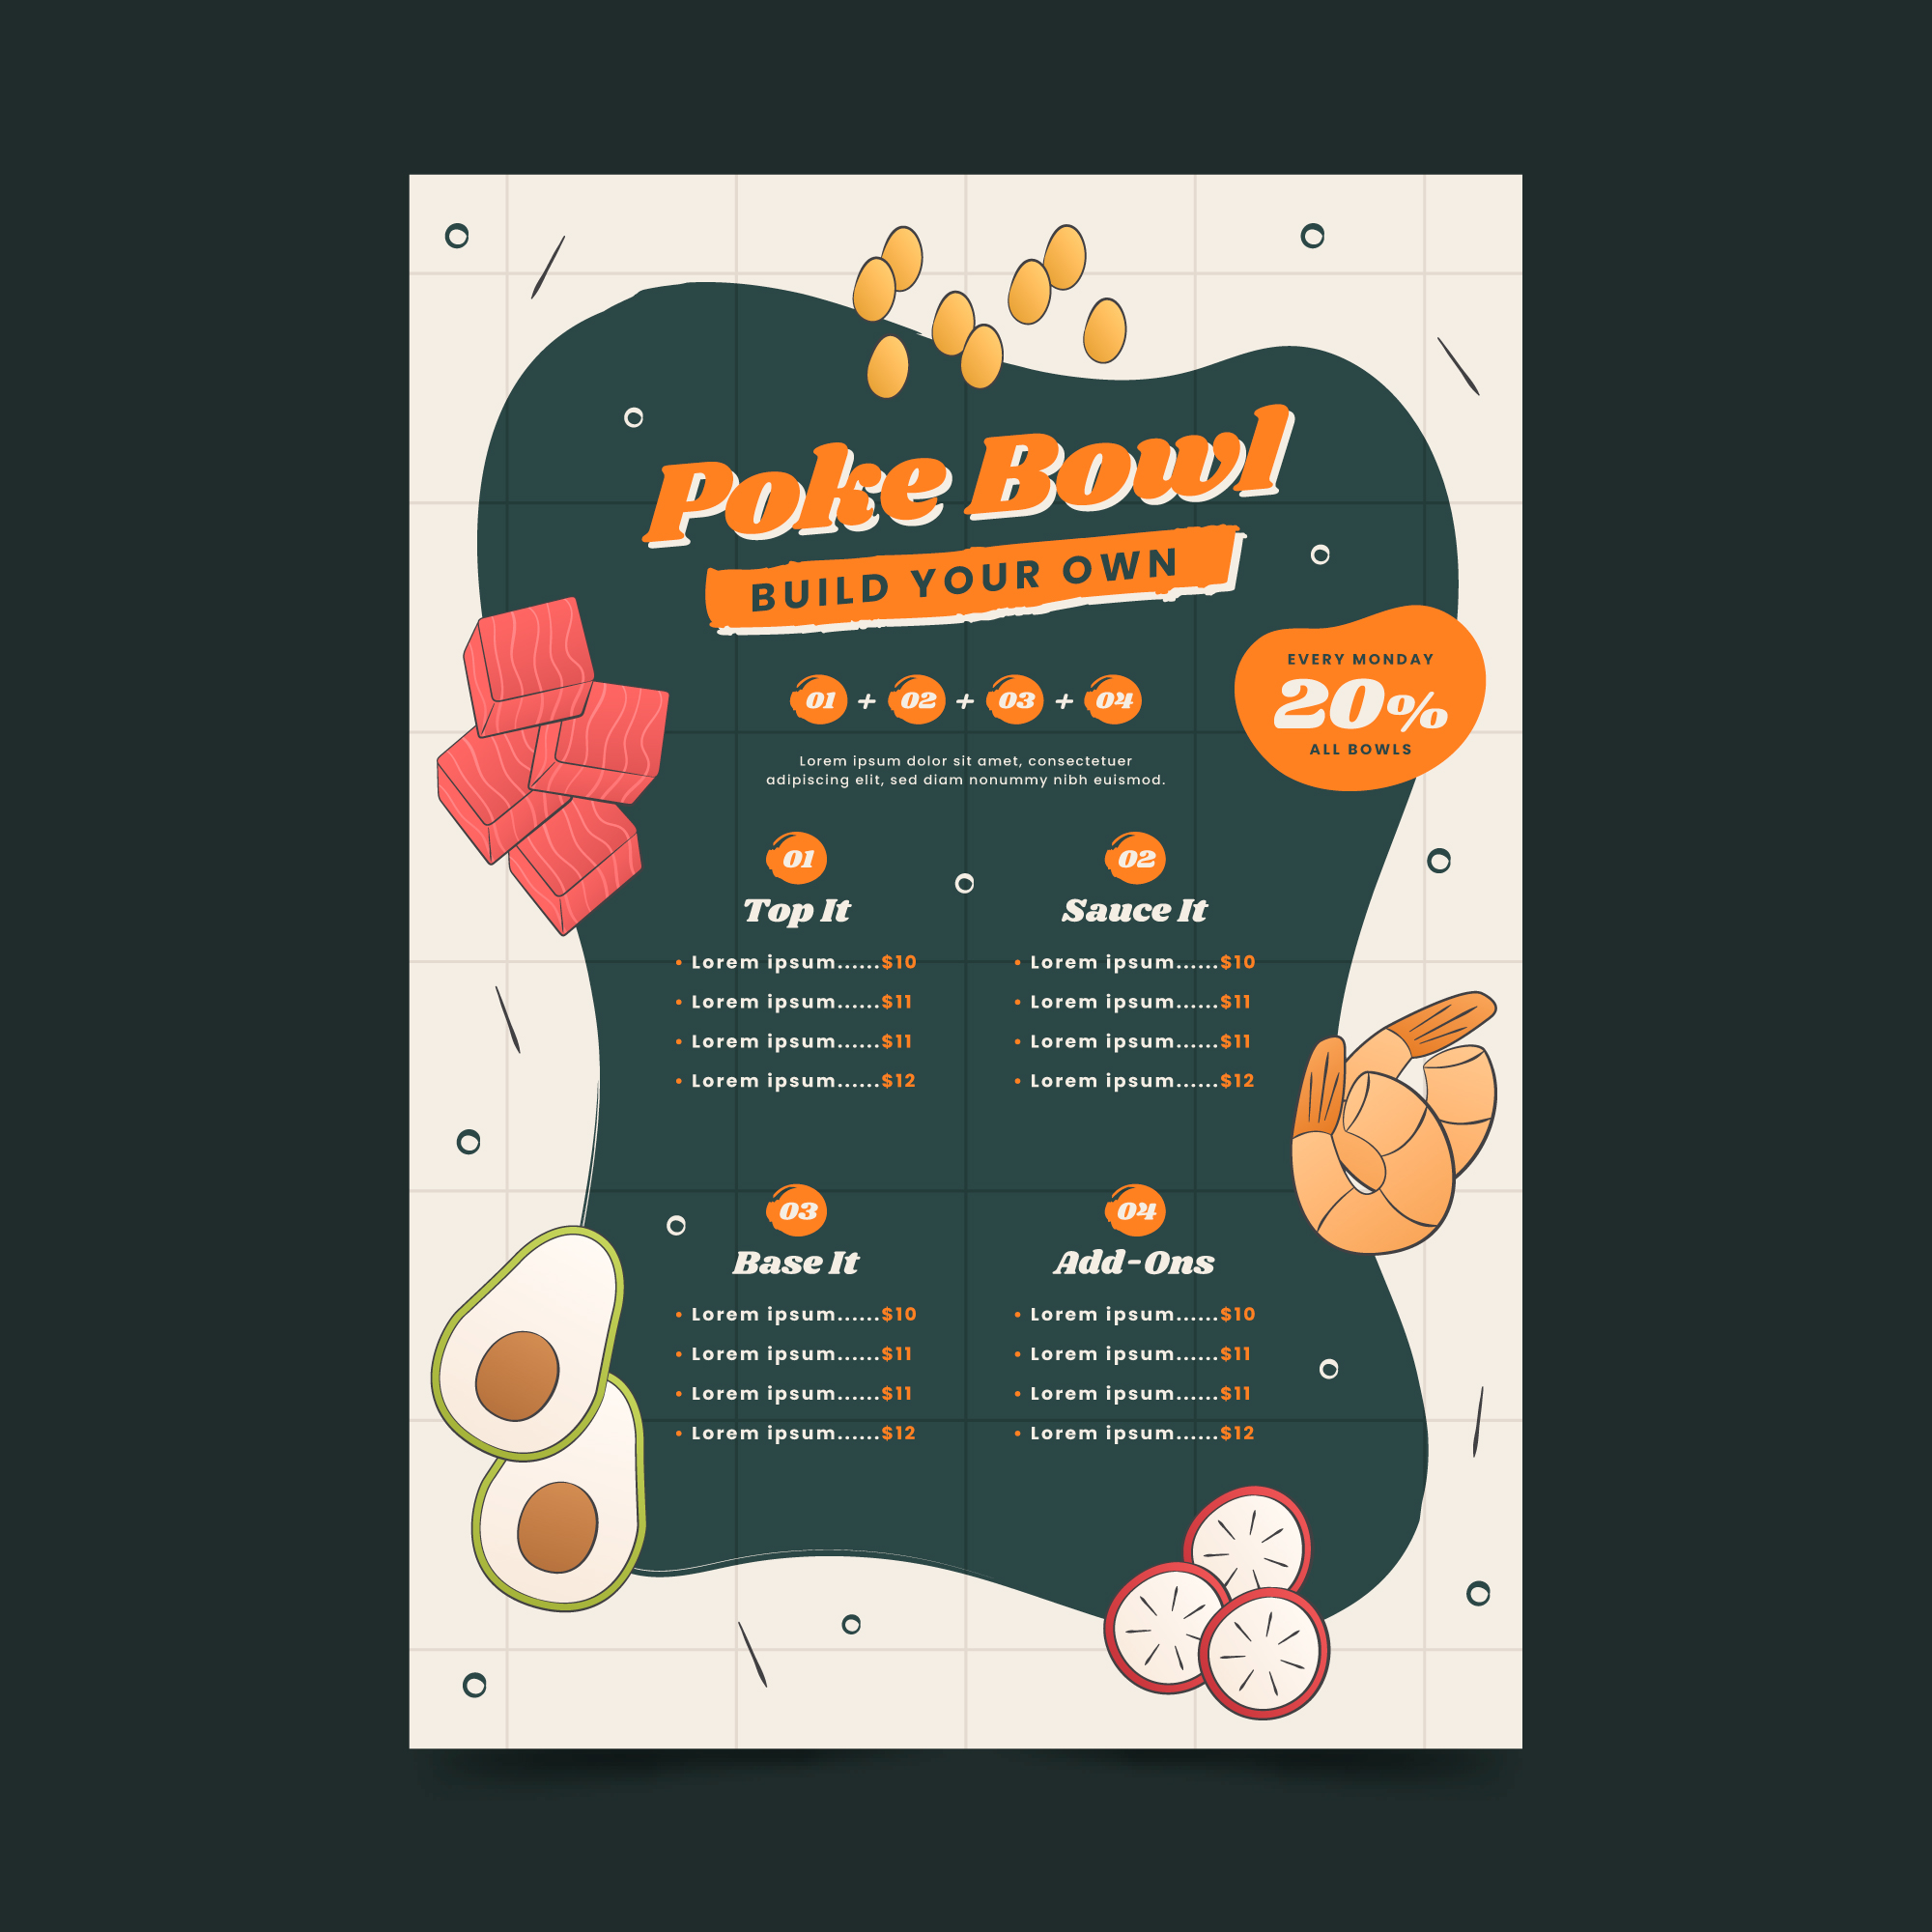 Poke Bowl
BUILD YOUR OWN
EVERY MONDAY
20%
ALL BOWLS
01 + 02 + 03 + 04
Lorem ipsum dolor sit amet, consectetuer
adipiscing elit, sed diam nonummy nibh euismod.
01
Top It
• Lorem ipsum......$10
• Lorem ipsum......$11
• Lorem ipsum......$11
• Lorem ipsum......$12
02
Sauce It
• Lorem ipsum......$10
• Lorem ipsum......$11
• Lorem ipsum......$11
• Lorem ipsum......$12
03
Base It
• Lorem ipsum......$10
• Lorem ipsum......$11
• Lorem ipsum......$11
• Lorem ipsum......$12
04
Add-Ons
• Lorem ipsum......$10
• Lorem ipsum......$11
• Lorem ipsum......$11
• Lorem ipsum......$12